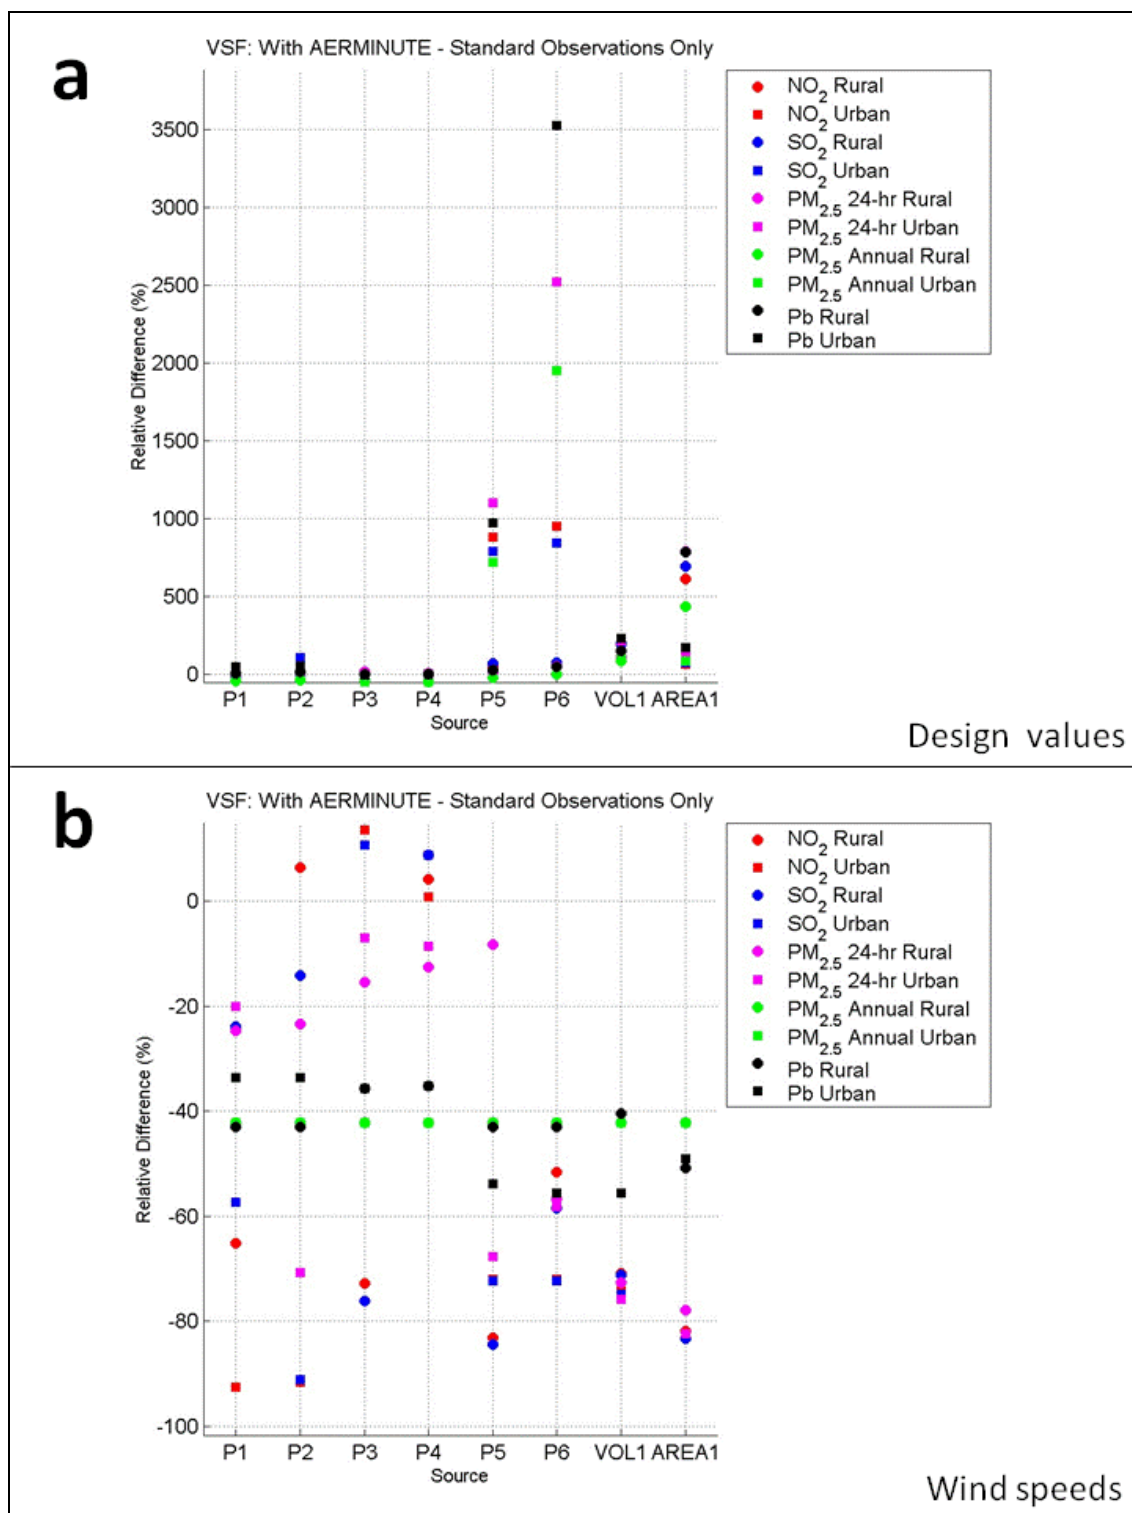 a
VSF: With AERMINUTE - Standard Observations Only
Relative Difference (%)
3500
3000
2500
2000
1500
1000
500
0
P1 P2 P3 P4 P5 P6 VOL1 AREA1
Source
NO2 Rural
NO2 Urban
SO2 Rural
SO2 Urban
PM2.5 24-hr Rural
PM2.5 24-hr Urban
PM2.5 Annual Rural
PM2.5 Annual Urban
Pb Rural
Pb Urban
Design values
b
VSF: With AERMINUTE - Standard Observations Only
Relative Difference (%)
0
-20
-40
-60
-80
-100
P1 P2 P3 P4 P5 P6 VOL1 AREA1
Source
NO2 Rural
NO2 Urban
SO2 Rural
SO2 Urban
PM2.5 24-hr Rural
PM2.5 24-hr Urban
PM2.5 Annual Rural
PM2.5 Annual Urban
Pb Rural
Pb Urban
Wind speeds